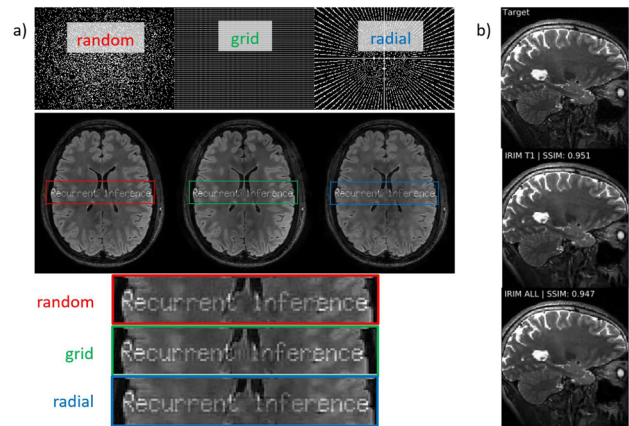 a)
random grid radial
Recurrent Inference Recurrent Inference Recurrent Inference
random Recurrent Inference
grid Recurrent Inference
radial Recurrent Inference
b)
Target
IRIM T1 | SSIM: 0.951
IRIM ALL | SSIM: 0.947